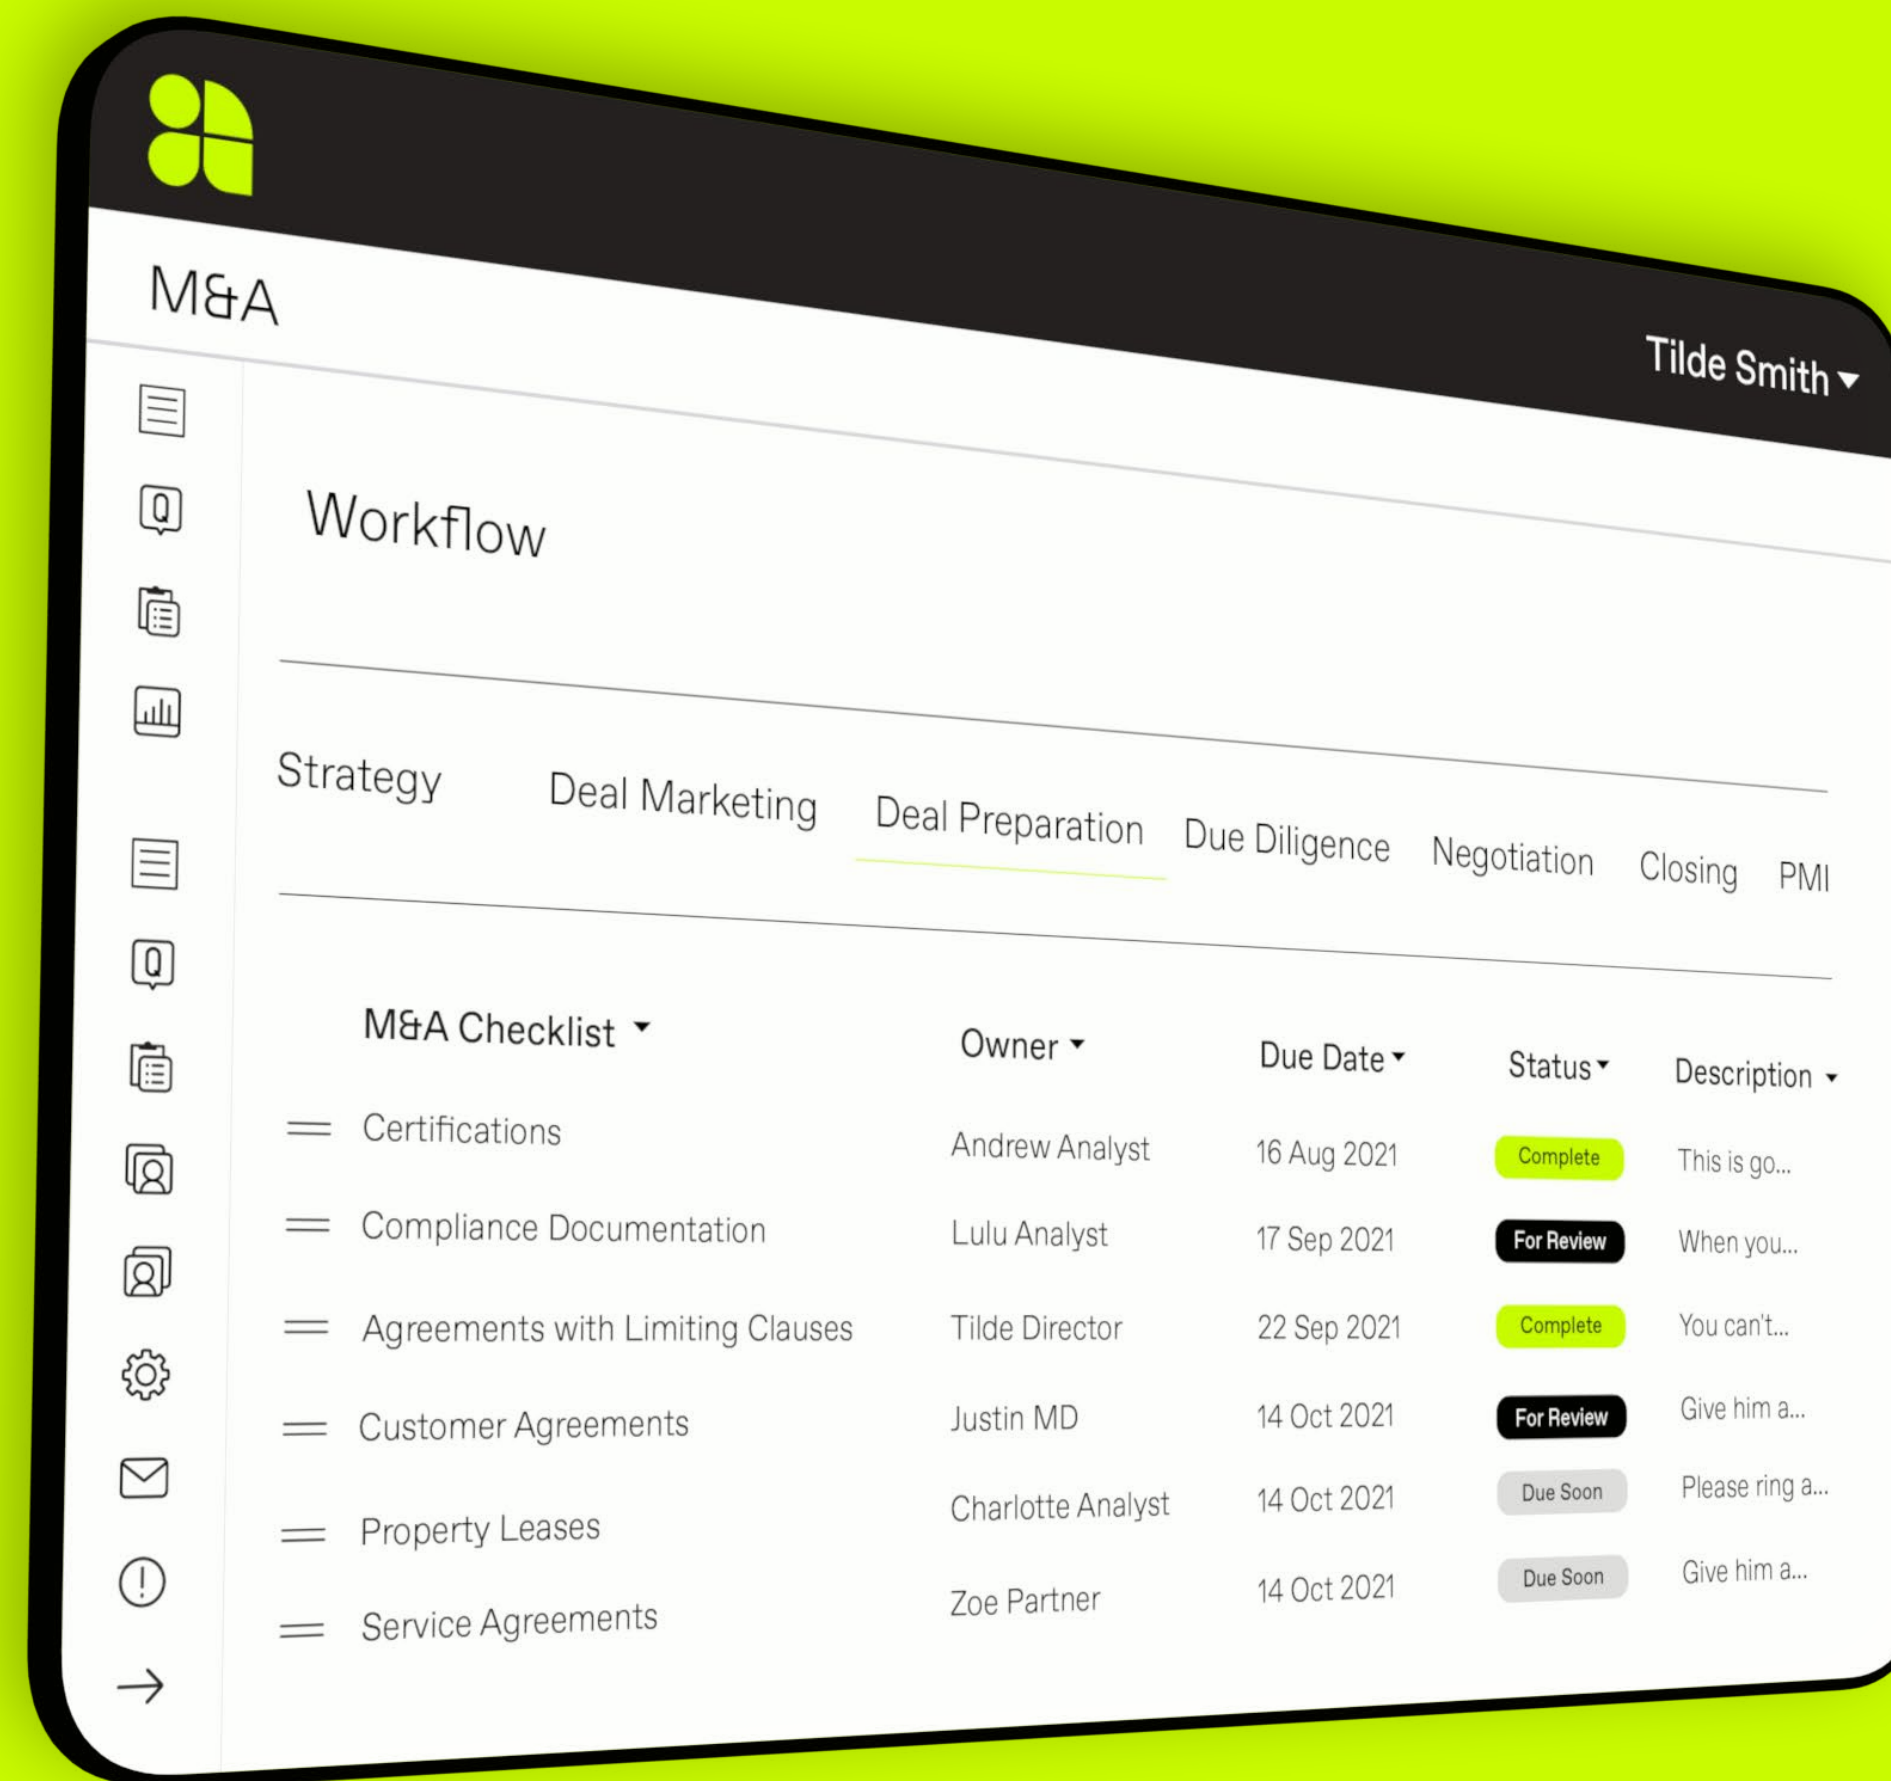 M&A
Tilde Smith
Workflow
Strategy Deal Marketing Deal Preparation Due Diligence Negotiation Closing PMI
M&A Checklist Owner Due Date Status Description
Certifications Andrew Analyst 16 Aug 2021 Complete This is go...
Compliance Documentation Lulu Analyst 17 Sep 2021 For Review When you...
Agreements with Limiting Clauses Tilde Director 22 Sep 2021 Complete You can't...
Customer Agreements Justin MD 14 Oct 2021 For Review Give him a...
Property Leases Charlotte Analyst 14 Oct 2021 Due Soon Please ring a...
Service Agreements Zoe Partner 14 Oct 2021 Due Soon Give him a...